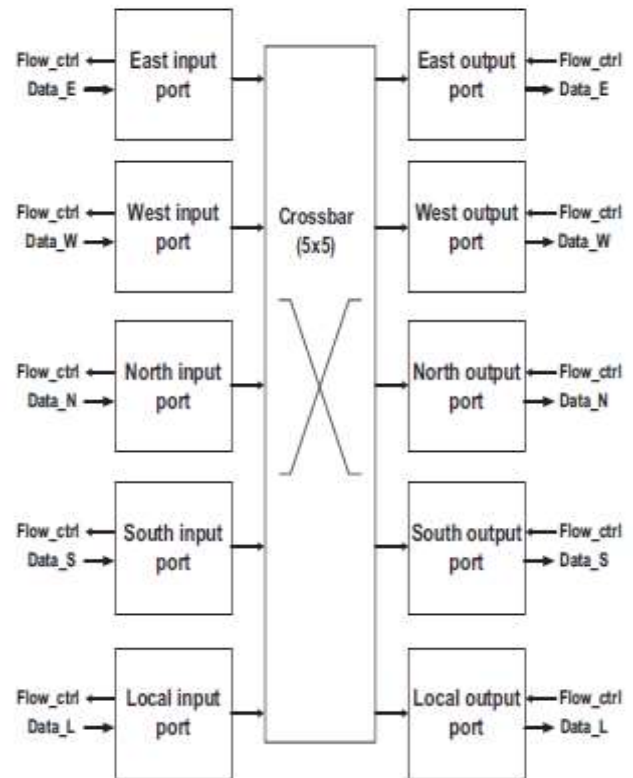 Flow_ctrl
Data_E
East input
port
East output
port
Flow_ctrl
Data_E
Flow_ctrl
Data_W
West input
port
Crossbar
(5x5)
West output
port
Flow_ctrl
Data_W
Flow_ctrl
Data_N
North input
port
North output
port
Flow_ctrl
Data_N
Flow_ctrl
Data_S
South input
port
South output
port
Flow_ctrl
Data_S
Flow_ctrl
Data_L
Local input
port
Local output
port
Flow_ctrl
Data_L